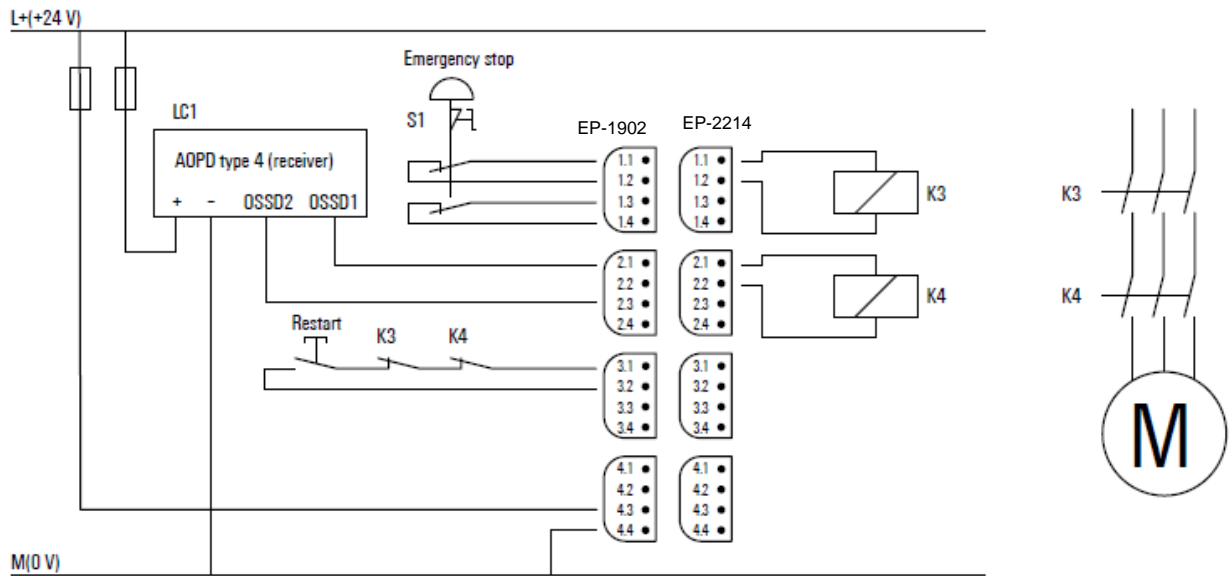 L+(+24 V)
Emergency stop
LC1
S1
EP-1902
EP-2214
AOPD type 4 (receiver)
+ - OSSD2 OSSD1
1.1
1.2
1.3
1.4
1.1
1.2
1.3
1.4
K3
K3
2.1
2.2
2.3
2.4
2.1
2.2
2.3
2.4
K4
K4
Restart
K3
K4
3.1
3.2
3.3
3.4
3.1
3.2
3.3
3.4
M
4.1
4.2
4.3
4.4
4.1
4.2
4.3
4.4
M(0 V)